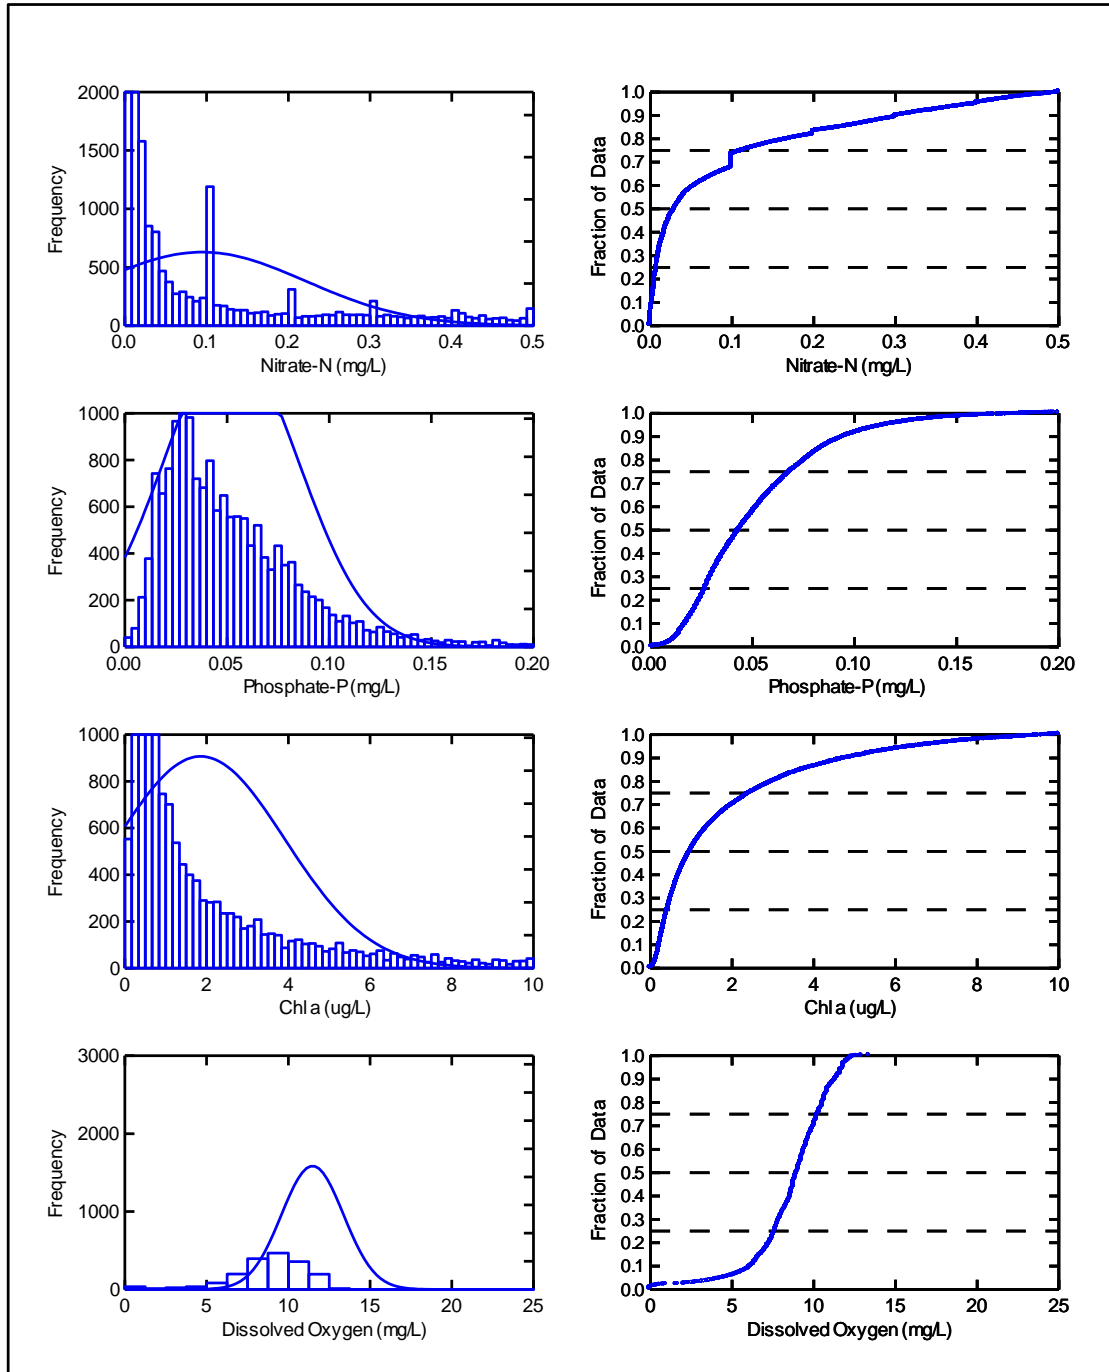 2000
1500
1000
500
0
Frequency
0.0 0.1 0.2 0.3 0.4 0.5
Nitrate-N (mg/L)
1.0
0.9
0.8
0.7
0.6
0.5
0.4
0.3
0.2
0.1
0.0
Fraction of Data
0.0 0.1 0.2 0.3 0.4 0.5
Nitrate-N (mg/L)
1000
800
600
400
200
0
Frequency
0.00 0.05 0.10 0.15 0.20
Phosphate-P (mg/L)
1.0
0.9
0.8
0.7
0.6
0.5
0.4
0.3
0.2
0.1
0.0
Fraction of Data
0.00 0.05 0.10 0.15 0.20
Phosphate-P (mg/L)
1000
800
600
400
200
0
Frequency
0 2 4 6 8 10
Chl a (ug/L)
1.0
0.9
0.8
0.7
0.6
0.5
0.4
0.3
0.2
0.1
0.0
Fraction of Data
0 2 4 6 8 10
Chl a (ug/L)
3000
2000
1000
0
Frequency
0 5 10 15 20 25
Dissolved Oxygen (mg/L)
1.0
0.9
0.8
0.7
0.6
0.5
0.4
0.3
0.2
0.1
0.0
Fraction of Data
0 5 10 15 20 25
Dissolved Oxygen (mg/L)